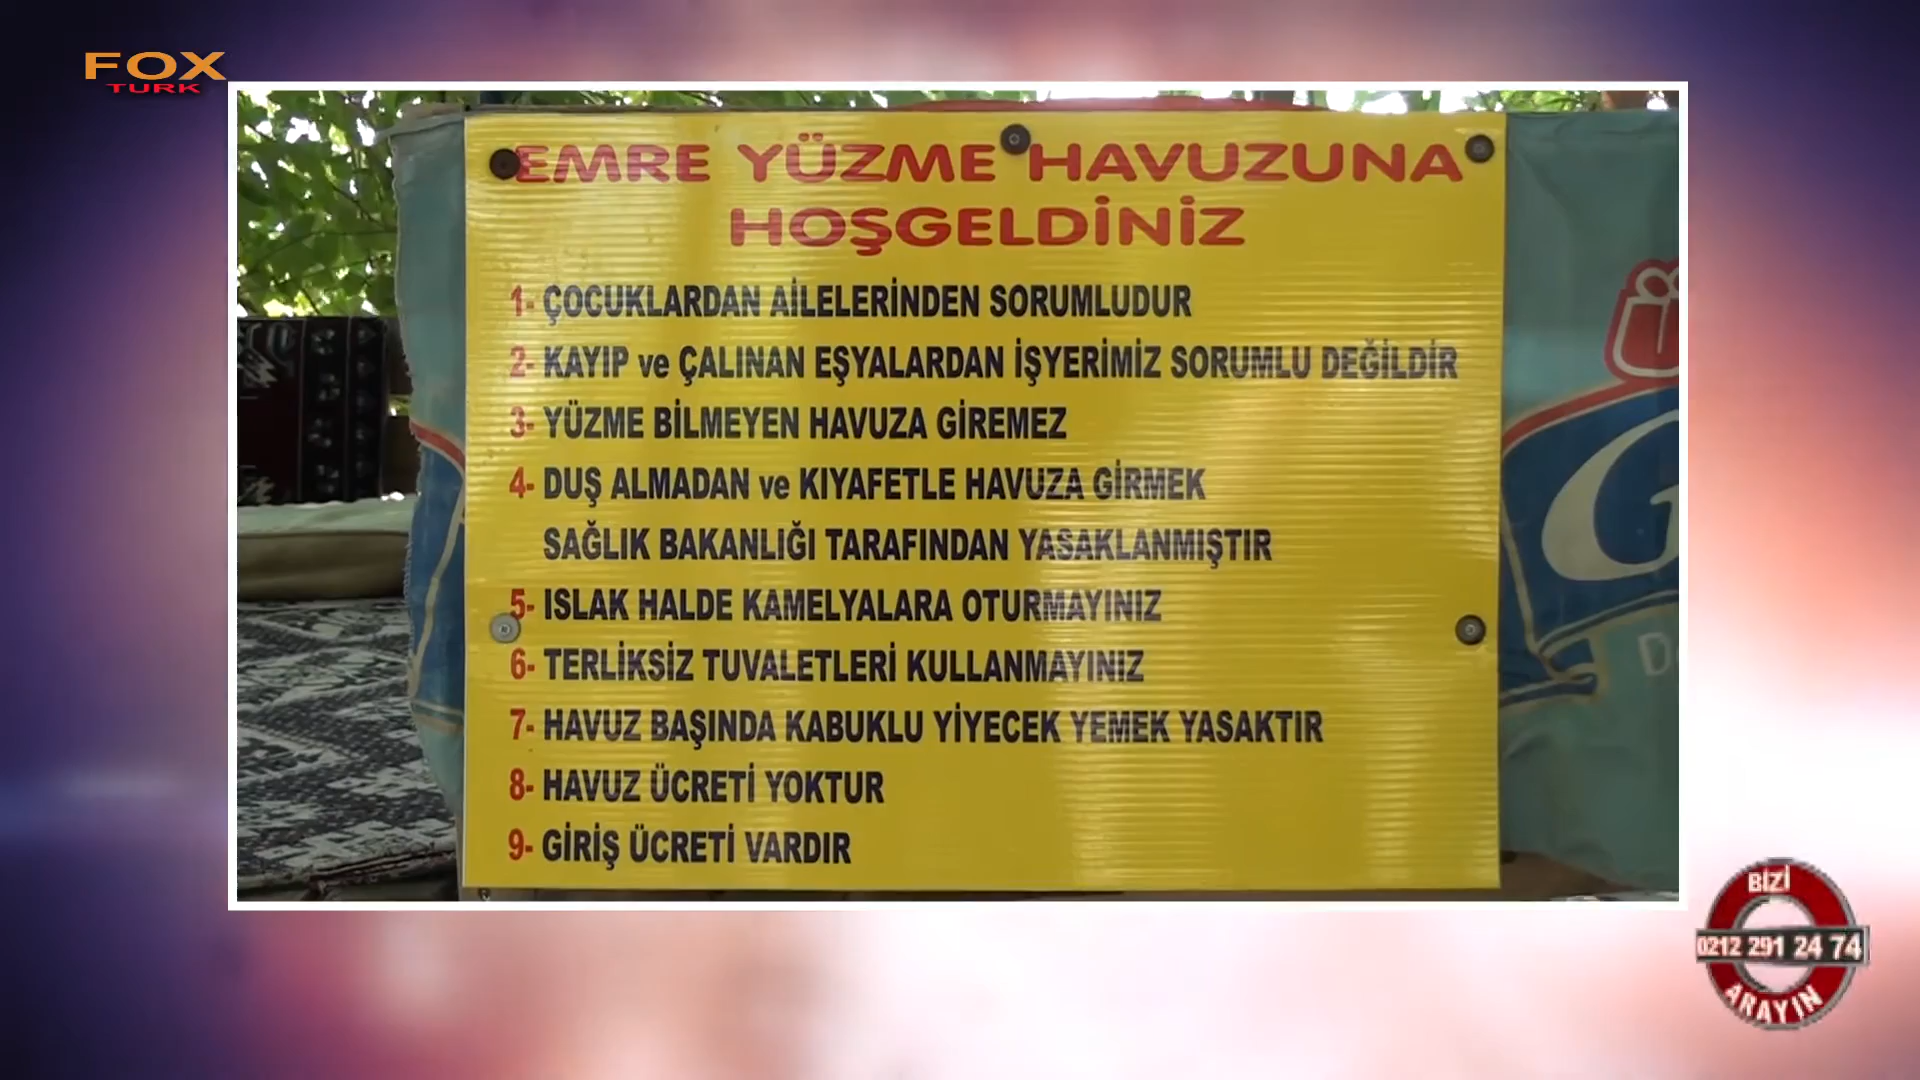 FOX
TURK
EMRE YÜZME HAVUZUNA
HOŞGELDİNİZ
1- ÇOCUKLARDAN AİLELERİNDEN SORUMLUDUR
2- KAYIP ve ÇALINAN EŞYALARDAN İŞYERİMİZ SORUMLU DEĞİLDİR
3- YÜZME BİLMEYEN HAVUZA GİREMEZ
4- DUŞ ALMADAN ve KIYAFETLE HAVUZA GİRMEK
SAĞLIK BAKANLIĞI TARAFINDAN YASAKLANMIŞTIR
5- ISLAK HALDE KAMELYALARA OTURMAYINIZ
6- TERLİKSİZ TUVALETLERİ KULLANMAYINIZ
7- HAVUZ BAŞINDA KABUKLU YİYECEK YEMEK YASAKTIR
8- HAVUZ ÜCRETİ YOKTUR
9- GİRİŞ ÜCRETİ VARDIR
BİZİ
0212 291 24 74
ARAYIN